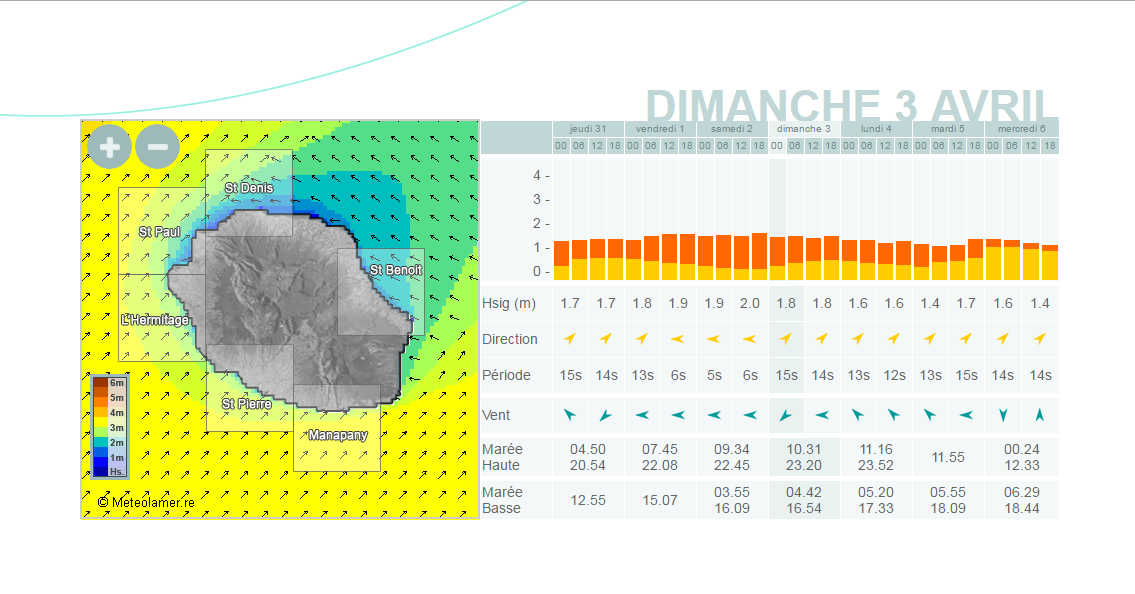 DIMANCHE 3 AVRIL
jeudi 31 vendredi 1 samedi 2 dimanche 3 lundi 4 mardi 5 mercredi 6
00 06 12 18 00 06 12 18 00 06 12 18 00 06 12 18 00 06 12 18 00 06 12 18 00 06 12 18
+ −
St Denis
St Paul
St Benoit
L'Hermitage
St Pierre
Manapany
6m
5m
4m
3m
2m
1m
Hs.
© Meteolamer.re
4 -
3 -
2 -
1 -
0 -
Hsig (m) 1.7 1.7 1.8 1.9 1.9 2.0 1.8 1.8 1.6 1.6 1.4 1.7 1.6 1.4
Direction
Période 15s 14s 13s 6s 5s 6s 15s 14s 13s 12s 13s 15s 14s 14s
Vent
Marée 04.50 07.45 09.34 10.31 11.16 11.55 00.24
Haute 20.54 22.08 22.45 23.20 23.52 12.33
Marée 12.55 15.07 03.55 04.42 05.20 05.55 06.29
Basse 16.09 16.54 17.33 18.09 18.44